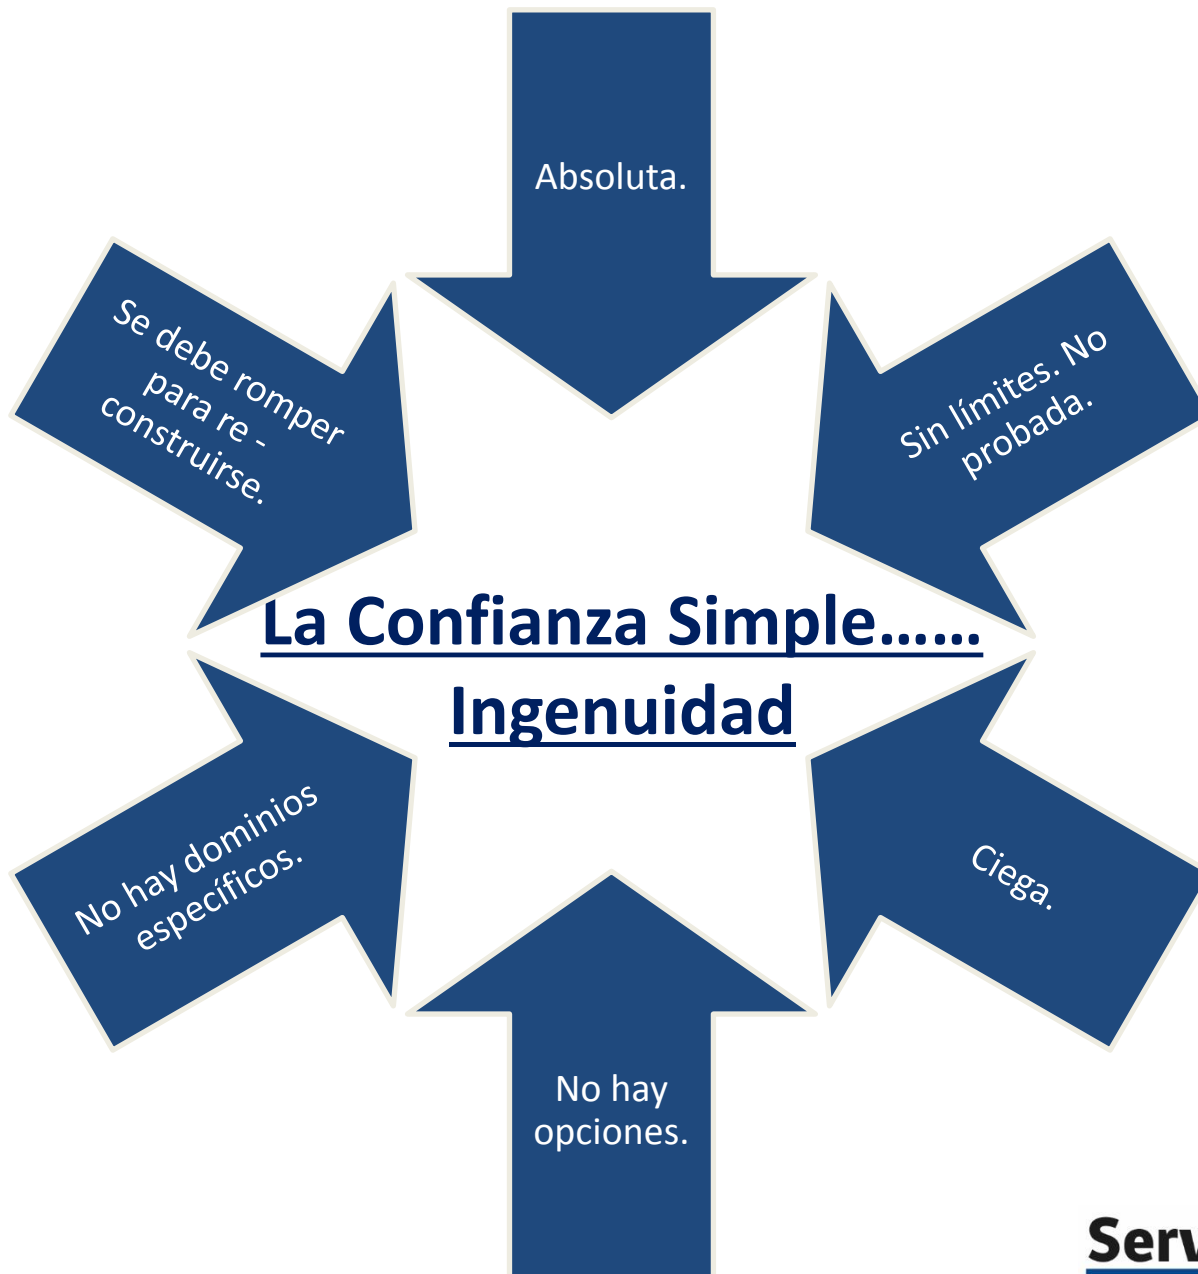 Absoluta.
Sin límites. No
probada.
Se debe romper
para re -
construirse.
La Confianza Simple......
Ingenuidad
No hay dominios
específicos.
Ciega.
No hay
opciones.